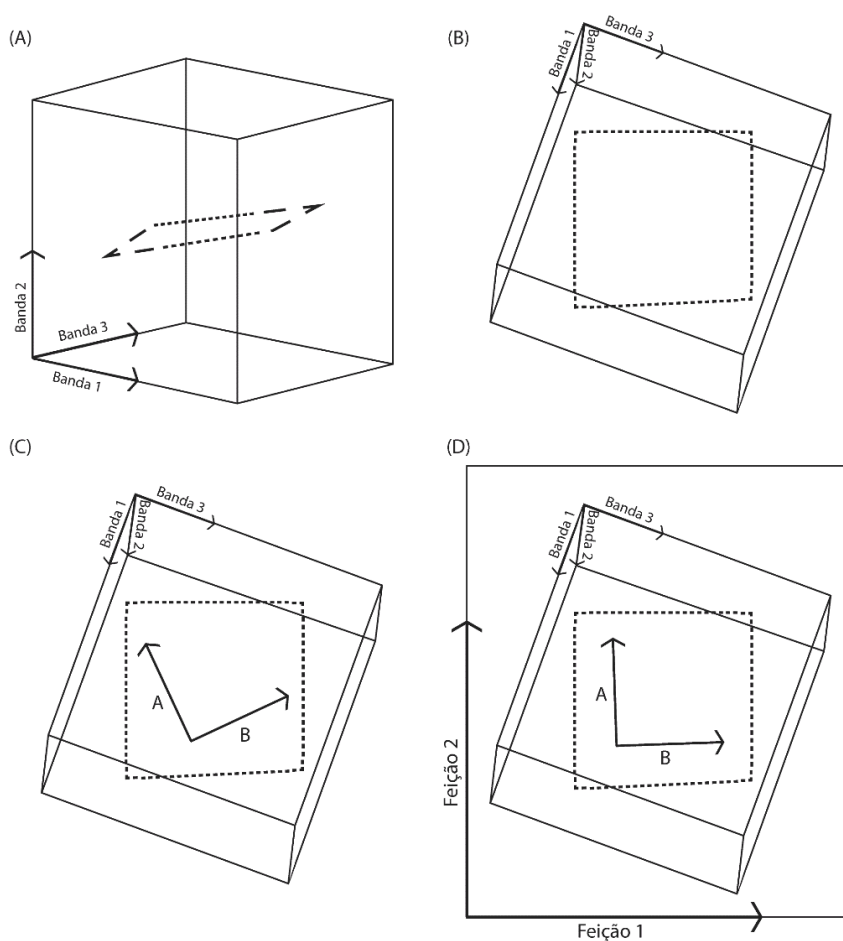 (A)
Banda 2
Banda 3
Banda 1
(B)
Banda 1
Banda 2
Banda 3
(C)
Banda 1
Banda 2
Banda 3
A
B
(D)
Banda 1
Banda 2
Banda 3
A
B
Feição 2
Feição 1